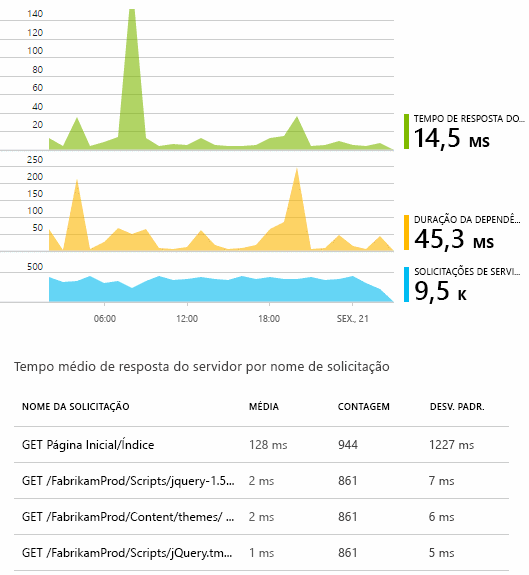 140
120
100
80
60
40
20
TEMPO DE RESPOSTA DO...
14,5 MS
250
200
150
100
50
DURAÇÃO DA DEPENDÊ...
45,3 MS
500
SOLICITAÇÕES DE SERVI...
9,5 K
06:00 12:00 18:00 SEX., 21
Tempo médio de resposta do servidor por nome de solicitação
NOME DA SOLICITAÇÃO MÉDIA CONTAGEM DESV. PADR.
GET Página Inicial/Índice 128 ms 944 1227 ms
GET /FabrikamProd/Scripts/jquery-1.5... 2 ms 861 7 ms
GET /FabrikamProd/Content/themes/ ... 2 ms 861 6 ms
GET /FabrikamProd/Scripts/jQuery.tm... 1 ms 861 5 ms